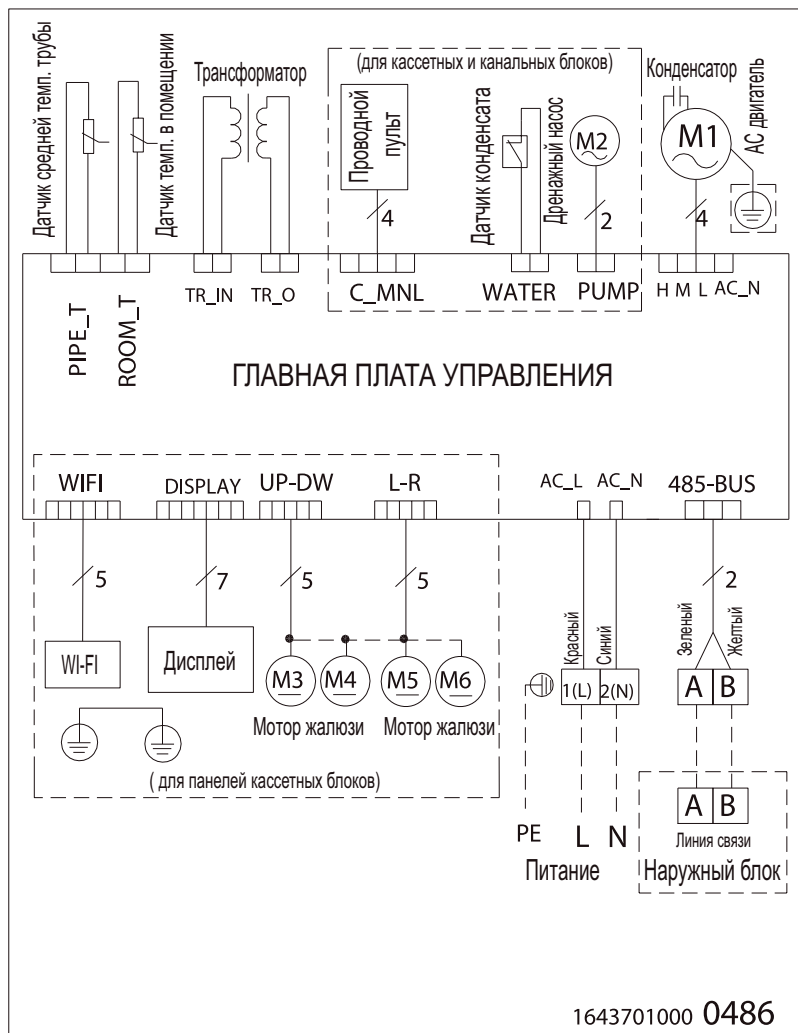 Датчик средней темп. трубы
Датчик темп. в помещении
Трансформатор
(для кассетных и канальных блоков)
Проводной
пульт
4
Датчик конденсата
Дренажный насос
M2
2
Конденсатор
M1
4
АС двигатель
PIPE_T
ROOM_T
TR_IN
TR_O
C_MNL
WATER
PUMP
H M L AC_N
ГЛАВНАЯ ПЛАТА УПРАВЛЕНИЯ
WIFI
DISPLAY
UP-DW
L-R
AC_L
AC_N
485-BUS
5
7
5
5
2
Красный
Синий
Зеленый
Желтый
WI-FI
Дисплей
M3
M4
M5
M6
1(L)
2(N)
A B
Мотор жалюзи
Мотор жалюзи
( для панелей кассетных блоков)
PE
L
N
Питание
A B
Линия связи
Наружный блок
1643701000 0486